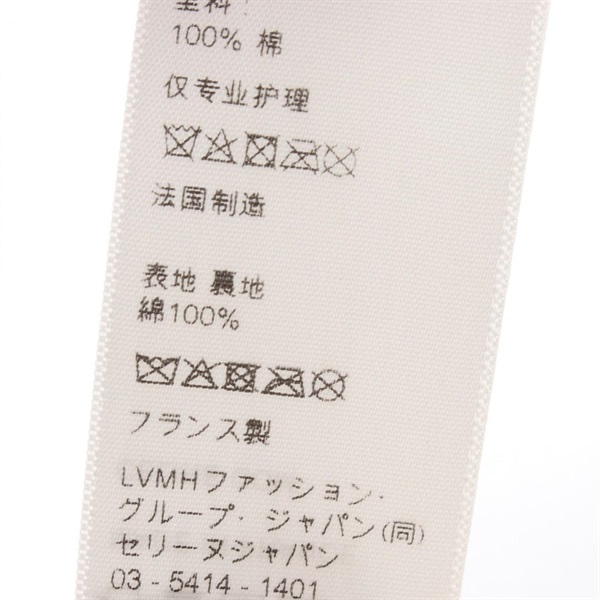 100% 棉
仅专业护理
法国制造
表地 裏地
綿100%
フランス製
LVMHファッション・
グループ・ジャパン(同)
セリーヌジャパン
03 - 5414 - 1401